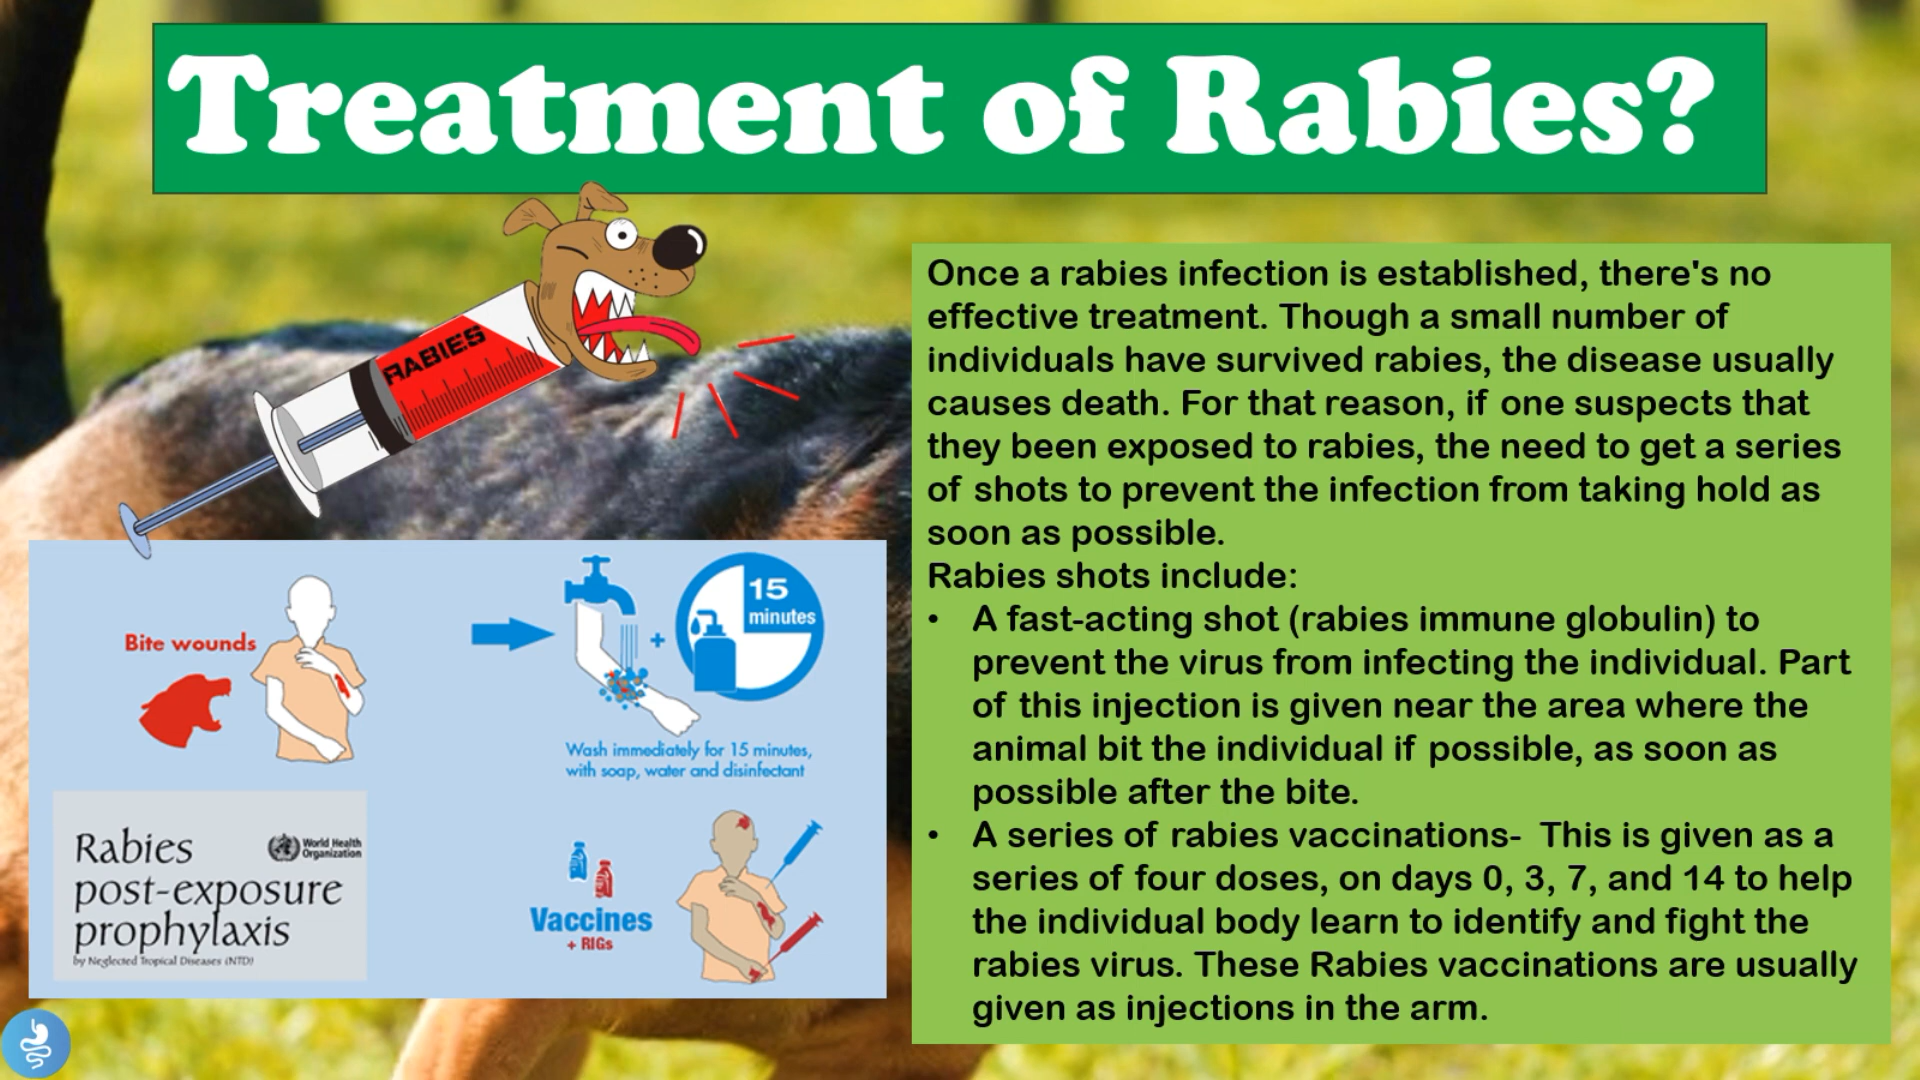 Treatment of Rabies?
RABIES
Once a rabies infection is established, there's no
effective treatment. Though a small number of
individuals have survived rabies, the disease usually
causes death. For that reason, if one suspects that
they been exposed to rabies, the need to get a series
of shots to prevent the infection from taking hold as
soon as possible.
Rabies shots include:
• A fast-acting shot (rabies immune globulin) to
prevent the virus from infecting the individual. Part
of this injection is given near the area where the
animal bit the individual if possible, as soon as
possible after the bite.
• A series of rabies vaccinations- This is given as a
series of four doses, on days 0, 3, 7, and 14 to help
the individual body learn to identify and fight the
rabies virus. These Rabies vaccinations are usually
given as injections in the arm.
Bite wounds
+
15
minutes
Wash immediately for 15 minutes,
with soap, water and disinfectant
Rabies
post-exposure
prophylaxis
by Neglected Tropical Diseases (NTD)
World Health
Organization
Vaccines
+ RIGs